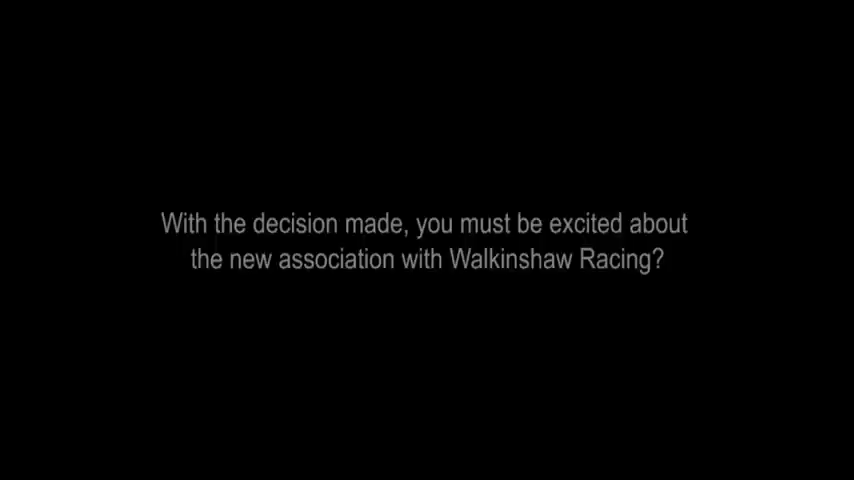 With the decision made, you must be excited about
the new association with Walkinshaw Racing?